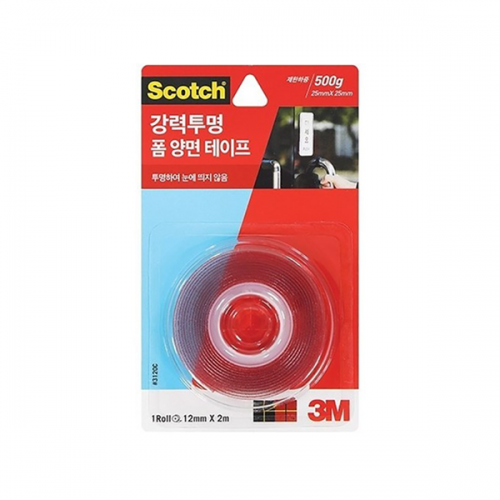 Scotch
강력투명
폼 양면 테이프
투명하여 눈에 띄지 않음
제한하중 500g
25mmX 25mm
#3120C
1Roll 12mm X 2m
3M